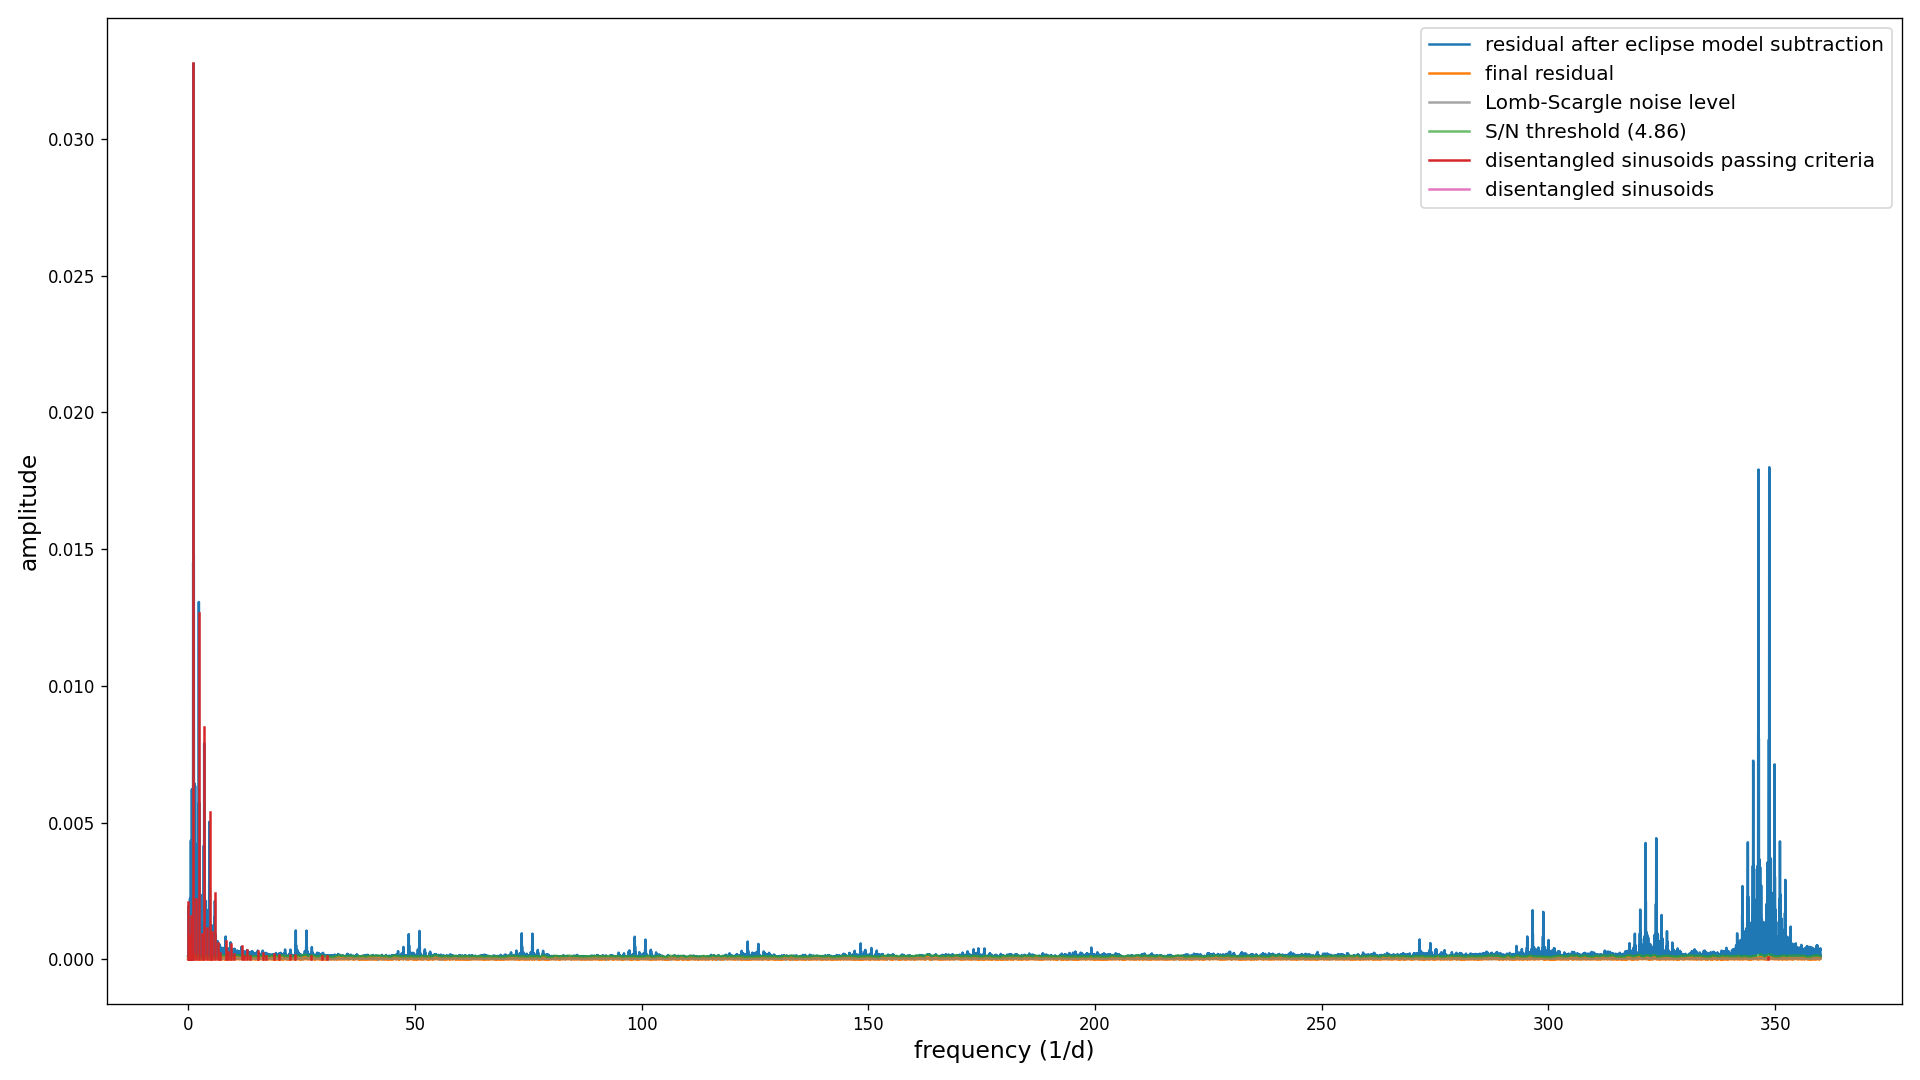 residual after eclipse model subtraction
final residual
Lomb-Scargle noise level
S/N threshold (4.86)
disentangled sinusoids passing criteria
disentangled sinusoids
0.030
0.025
0.020
0.015
0.010
0.005
0.000
amplitude
0 50 100 150 200 250 300 350
frequency (1/d)